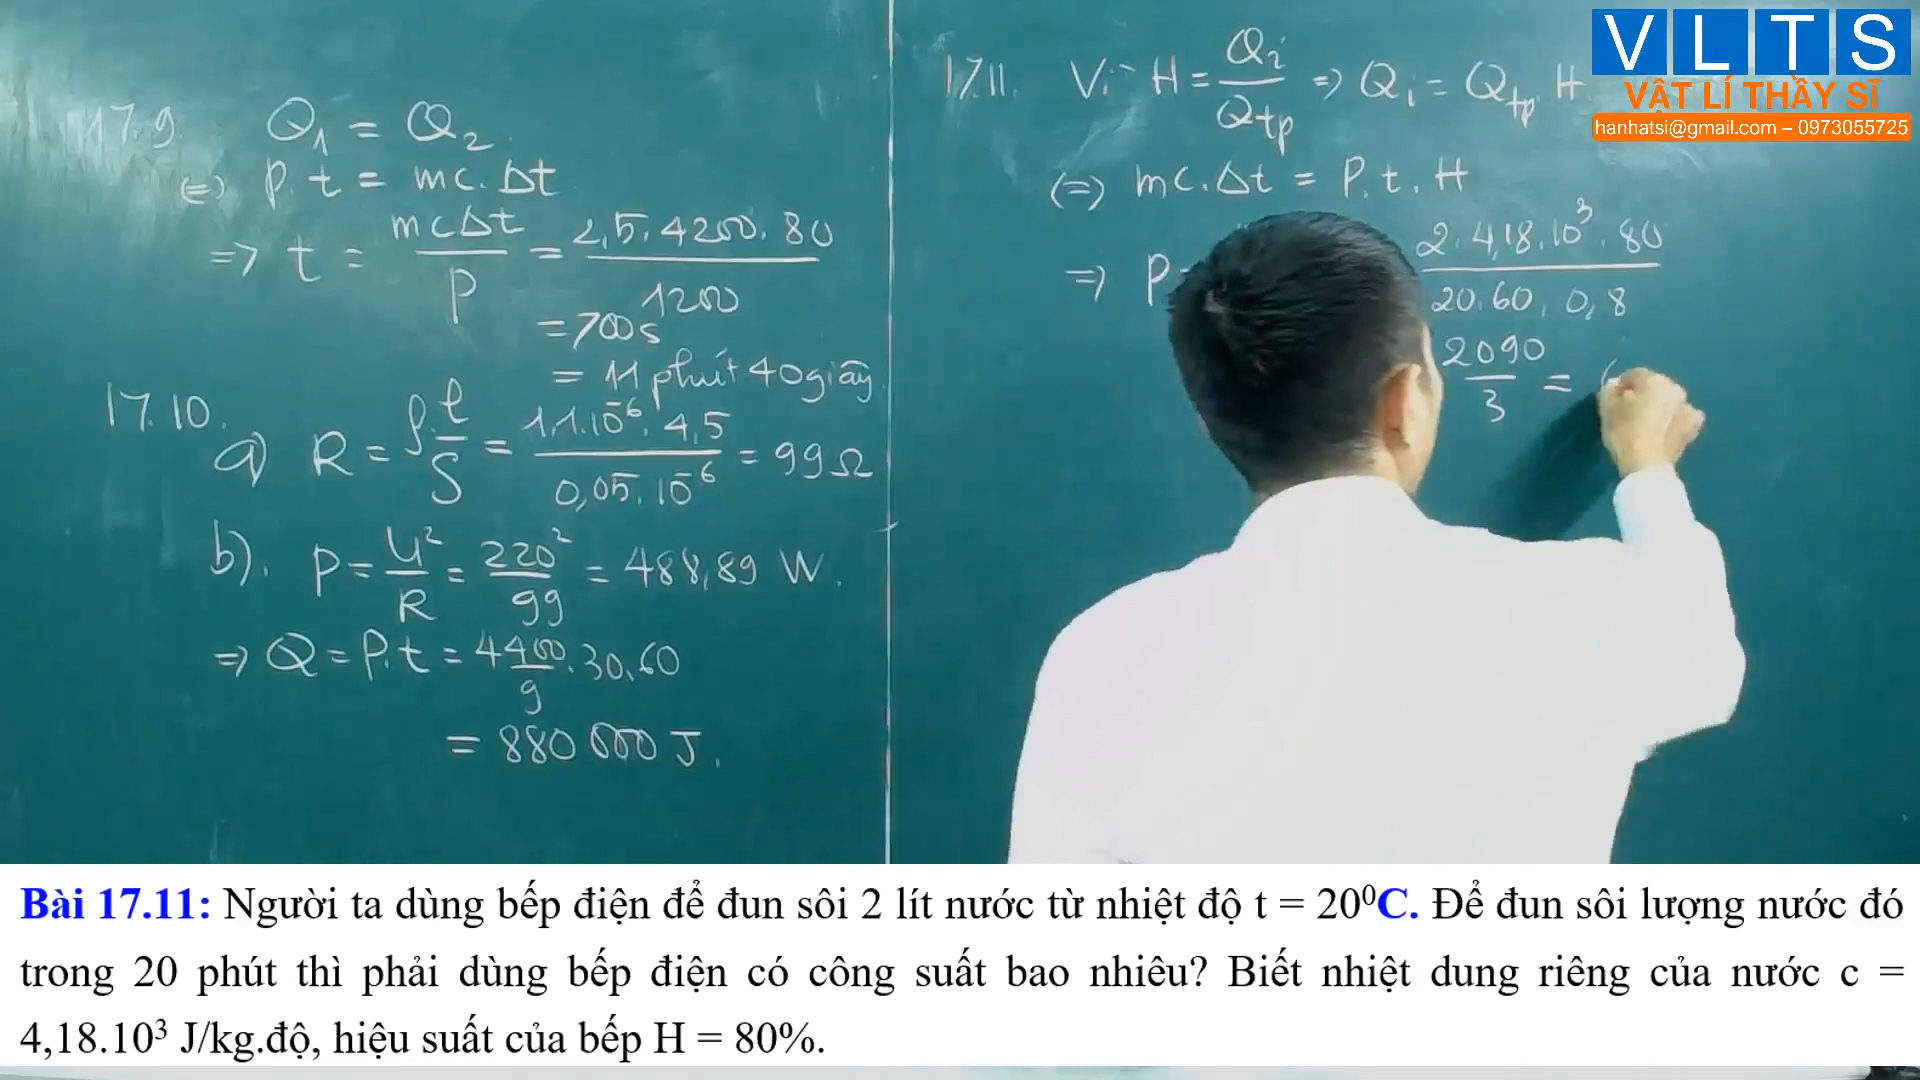 17.9. Q₁ = Q₂
⇔ P.t = mc.Δt
⇒ t = mcΔt / P = 2,5.4200.80 / 1200
= 700s
= 11 phút 40 giây
17.10.
a) R = ρ.ℓ/S = 1,1.10⁻⁶.4,5 / 0,05.10⁻⁶ = 99Ω
b). P = U²/R = 220²/99 = 488,89 W.
⇒ Q = P.t = 4400/9 .30.60
= 880 000 J.
17.11. Vì H = Qᵢ/Qtp ⇒ Qᵢ = Qtp. H
⇔ mc.Δt = P.t.H
⇒ P
2.4,18.10³.80 / 20.60.0,8
2090/3 =
VLTS
VẬT LÍ THẦY SĨ
hanhatsi@gmail.com – 0973055725
Bài 17.11: Người ta dùng bếp điện để đun sôi 2 lít nước từ nhiệt độ t = 20⁰C. Để đun sôi lượng nước đó
trong 20 phút thì phải dùng bếp điện có công suất bao nhiêu? Biết nhiệt dung riêng của nước c =
4,18.10³ J/kg.độ, hiệu suất của bếp H = 80%.